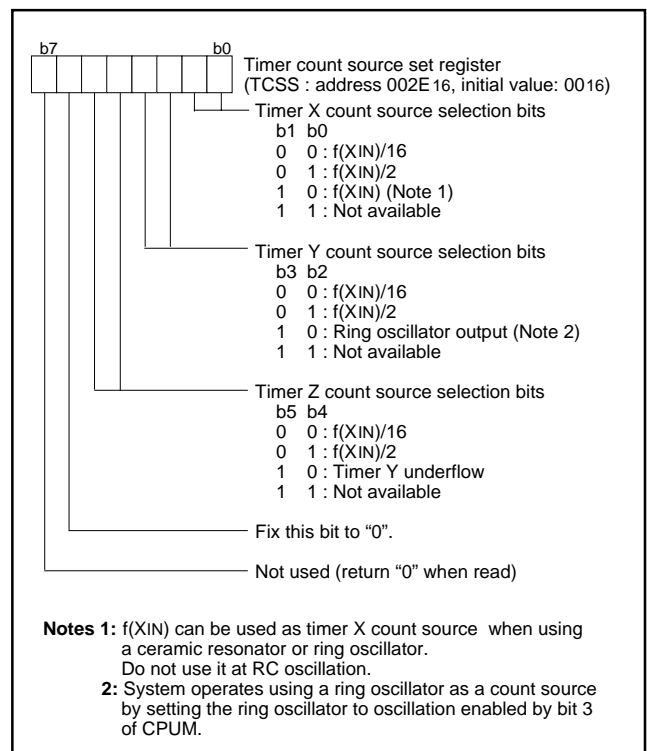 b7 b0
Timer count source set register
(TCSS : address 002E16, initial value: 0016)
Timer X count source selection bits
b1 b0
0 0 : f(XIN)/16
0 1 : f(XIN)/2
1 0 : f(XIN) (Note 1)
1 1 : Not available
Timer Y count source selection bits
b3 b2
0 0 : f(XIN)/16
0 1 : f(XIN)/2
1 0 : Ring oscillator output (Note 2)
1 1 : Not available
Timer Z count source selection bits
b5 b4
0 0 : f(XIN)/16
0 1 : f(XIN)/2
1 0 : Timer Y underflow
1 1 : Not available
Fix this bit to “0”.
Not used (return “0” when read)
Notes 1: f(XIN) can be used as timer X count source when using
a ceramic resonator or ring oscillator.
Do not use it at RC oscillation.
2: System operates using a ring oscillator as a count source
by setting the ring oscillator to oscillation enabled by bit 3
of CPUM.